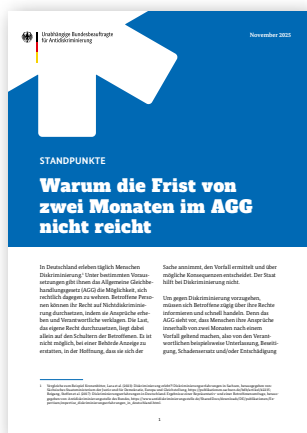 Unabhängige Bundesbeauftragte
für Antidiskriminierung
November 2025
STANDPUNKTE
Warum die Frist von
zwei Monaten im AGG
nicht reicht
In Deutschland erleben täglich Menschen
Diskriminierung.¹ Unter bestimmten Voraus-
setzungen gibt ihnen das Allgemeine Gleichbe-
handlungsgesetz (AGG) die Möglichkeit, sich
rechtlich dagegen zu wehren. Betroffene Perso-
nen können ihr Recht auf Nichtdiskriminie-
rung durchsetzen, indem sie Ansprüche erhe-
ben und Verantwortliche verklagen. Die Last,
das eigene Recht durchzusetzen, liegt dabei
allein auf den Schultern der Betroffenen. Es ist
nicht möglich, bei einer Behörde Anzeige zu
erstatten, in der Hoffnung, dass sie sich der
Sache annimmt, den Vorfall ermittelt und über
mögliche Konsequenzen entscheidet. Der Staat
hilft bei Diskriminierung nicht.
Um gegen Diskriminierung vorzugehen,
müssen sich Betroffene zügig über ihre Rechte
informieren und schnell handeln. Denn das
AGG sieht vor, dass Menschen ihre Ansprüche
innerhalb von zwei Monaten nach einem
Vorfall geltend machen, also von den Verant-
wortlichen beispielsweise Unterlassung, Beseiti-
gung, Schadensersatz und/oder Entschädigung